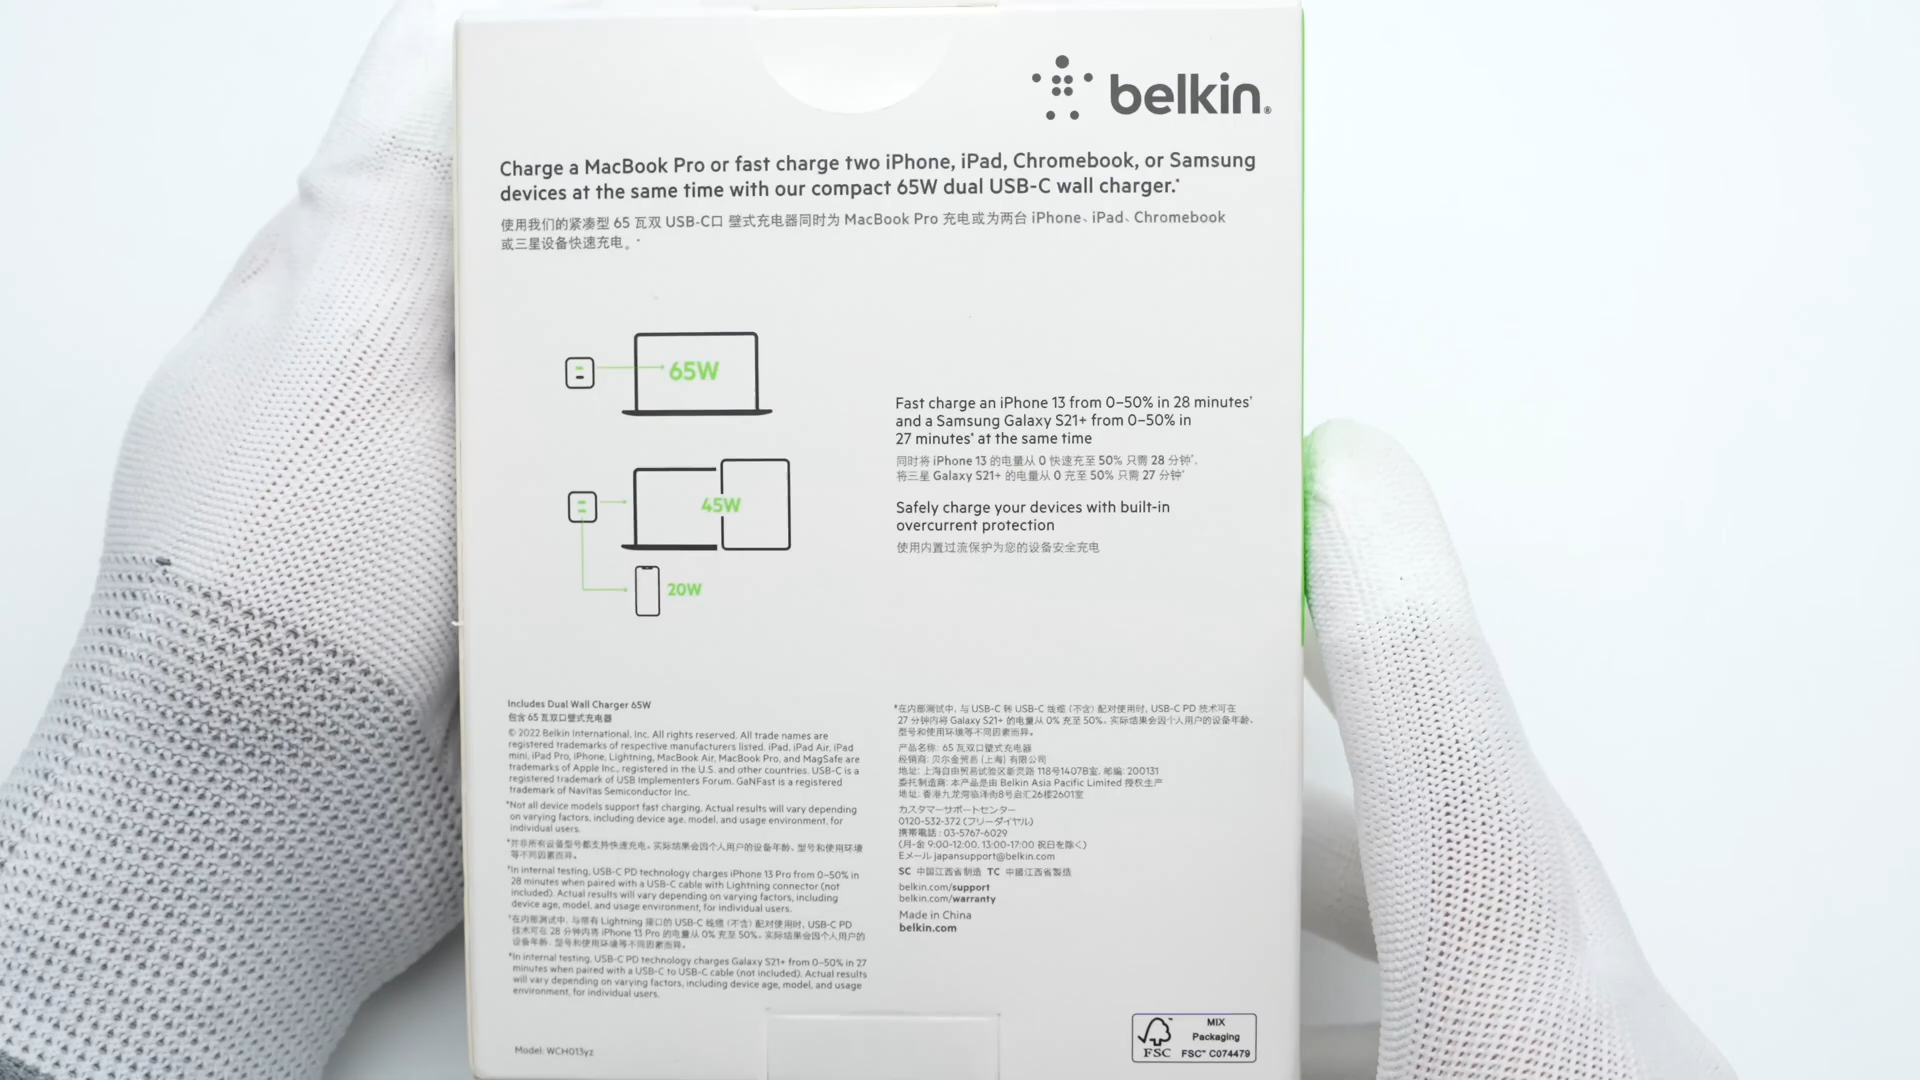 belkin®
Charge a MacBook Pro or fast charge two iPhone, iPad, Chromebook, or Samsung
devices at the same time with our compact 65W dual USB-C wall charger.*
使用我们的紧凑型 65 瓦双 USB-C口 壁式充电器同时为 MacBook Pro 充电或为两台 iPhone、iPad、Chromebook
或三星设备快速充电。*
65W
45W
20W
Fast charge an iPhone 13 from 0–50% in 28 minutes†
and a Samsung Galaxy S21+ from 0–50% in
27 minutes‡ at the same time
同时将 iPhone 13 的电量从 0 快速充至 50% 只需 28 分钟†,
将三星 Galaxy S21+ 的电量从 0 充至 50% 只需 27 分钟‡
Safely charge your devices with built-in
overcurrent protection
使用内置过流保护为您的设备安全充电
Includes Dual Wall Charger 65W
包含 65 瓦双口壁式充电器
© 2022 Belkin International, Inc. All rights reserved. All trade names are
registered trademarks of respective manufacturers listed. iPad, iPad Air, iPad
mini, iPad Pro, iPhone, Lightning, MacBook Air, MacBook Pro, and MagSafe are
trademarks of Apple Inc., registered in the U.S. and other countries. USB-C is a
registered trademark of USB Implementers Forum. GaNFast is a registered
trademark of Navitas Semiconductor Inc.
*Not all device models support fast charging. Actual results will vary depending
on varying factors, including device age, model, and usage environment, for
individual users.
*并非所有设备型号都支持快速充电。实际结果会因个人用户的设备年龄、型号和使用环境
等不同因素而异。
†In internal testing, USB-C PD technology charges iPhone 13 Pro from 0–50% in
28 minutes when paired with a USB-C cable with Lightning connector (not
included). Actual results will vary depending on varying factors, including
device age, model, and usage environment, for individual users.
†在内部测试中, 与带有 Lightning 接口的 USB-C 线缆 (不含) 配对使用时, USB-C PD
技术可在 28 分钟内将 iPhone 13 Pro 的电量从 0% 充至 50%。实际结果会因个人用户的
设备年龄、型号和使用环境等不同因素而异。
‡In internal testing, USB-C PD technology charges Galaxy S21+ from 0–50% in 27
minutes when paired with a USB-C to USB-C cable (not included). Actual results
will vary depending on varying factors, including device age, model, and usage
environment, for individual users.
Model: WCH013yz
‡在内部测试中, 与 USB-C 转 USB-C 线缆 (不含) 配对使用时, USB-C PD 技术可在
27 分钟内将 Galaxy S21+ 的电量从 0% 充至 50%。实际结果会因个人用户的设备年龄、
型号和使用环境等不同因素而异。
产品名称: 65 瓦双口壁式充电器
经销商: 贝尔金贸易 (上海) 有限公司
地址: 上海自由贸易试验区新灵路 118号1407B室, 邮编: 200131
委托制造商: 本产品是由 Belkin Asia Pacific Limited 授权生产
地址: 香港九龙湾临泽街8号启汇26楼2601室
カスタマーサポートセンター
0120-532-372 (フリーダイヤル)
携帯電話 : 03-5767-6029
(月-金 9:00-12:00, 13:00-17:00 祝日を除く)
Eメール japansupport@belkin.com
SC 中国江西省制造 TC 中國江西省製造
belkin.com/support
belkin.com/warranty
Made in China
belkin.com
FSC
MIX
Packaging
FSC™ C074479